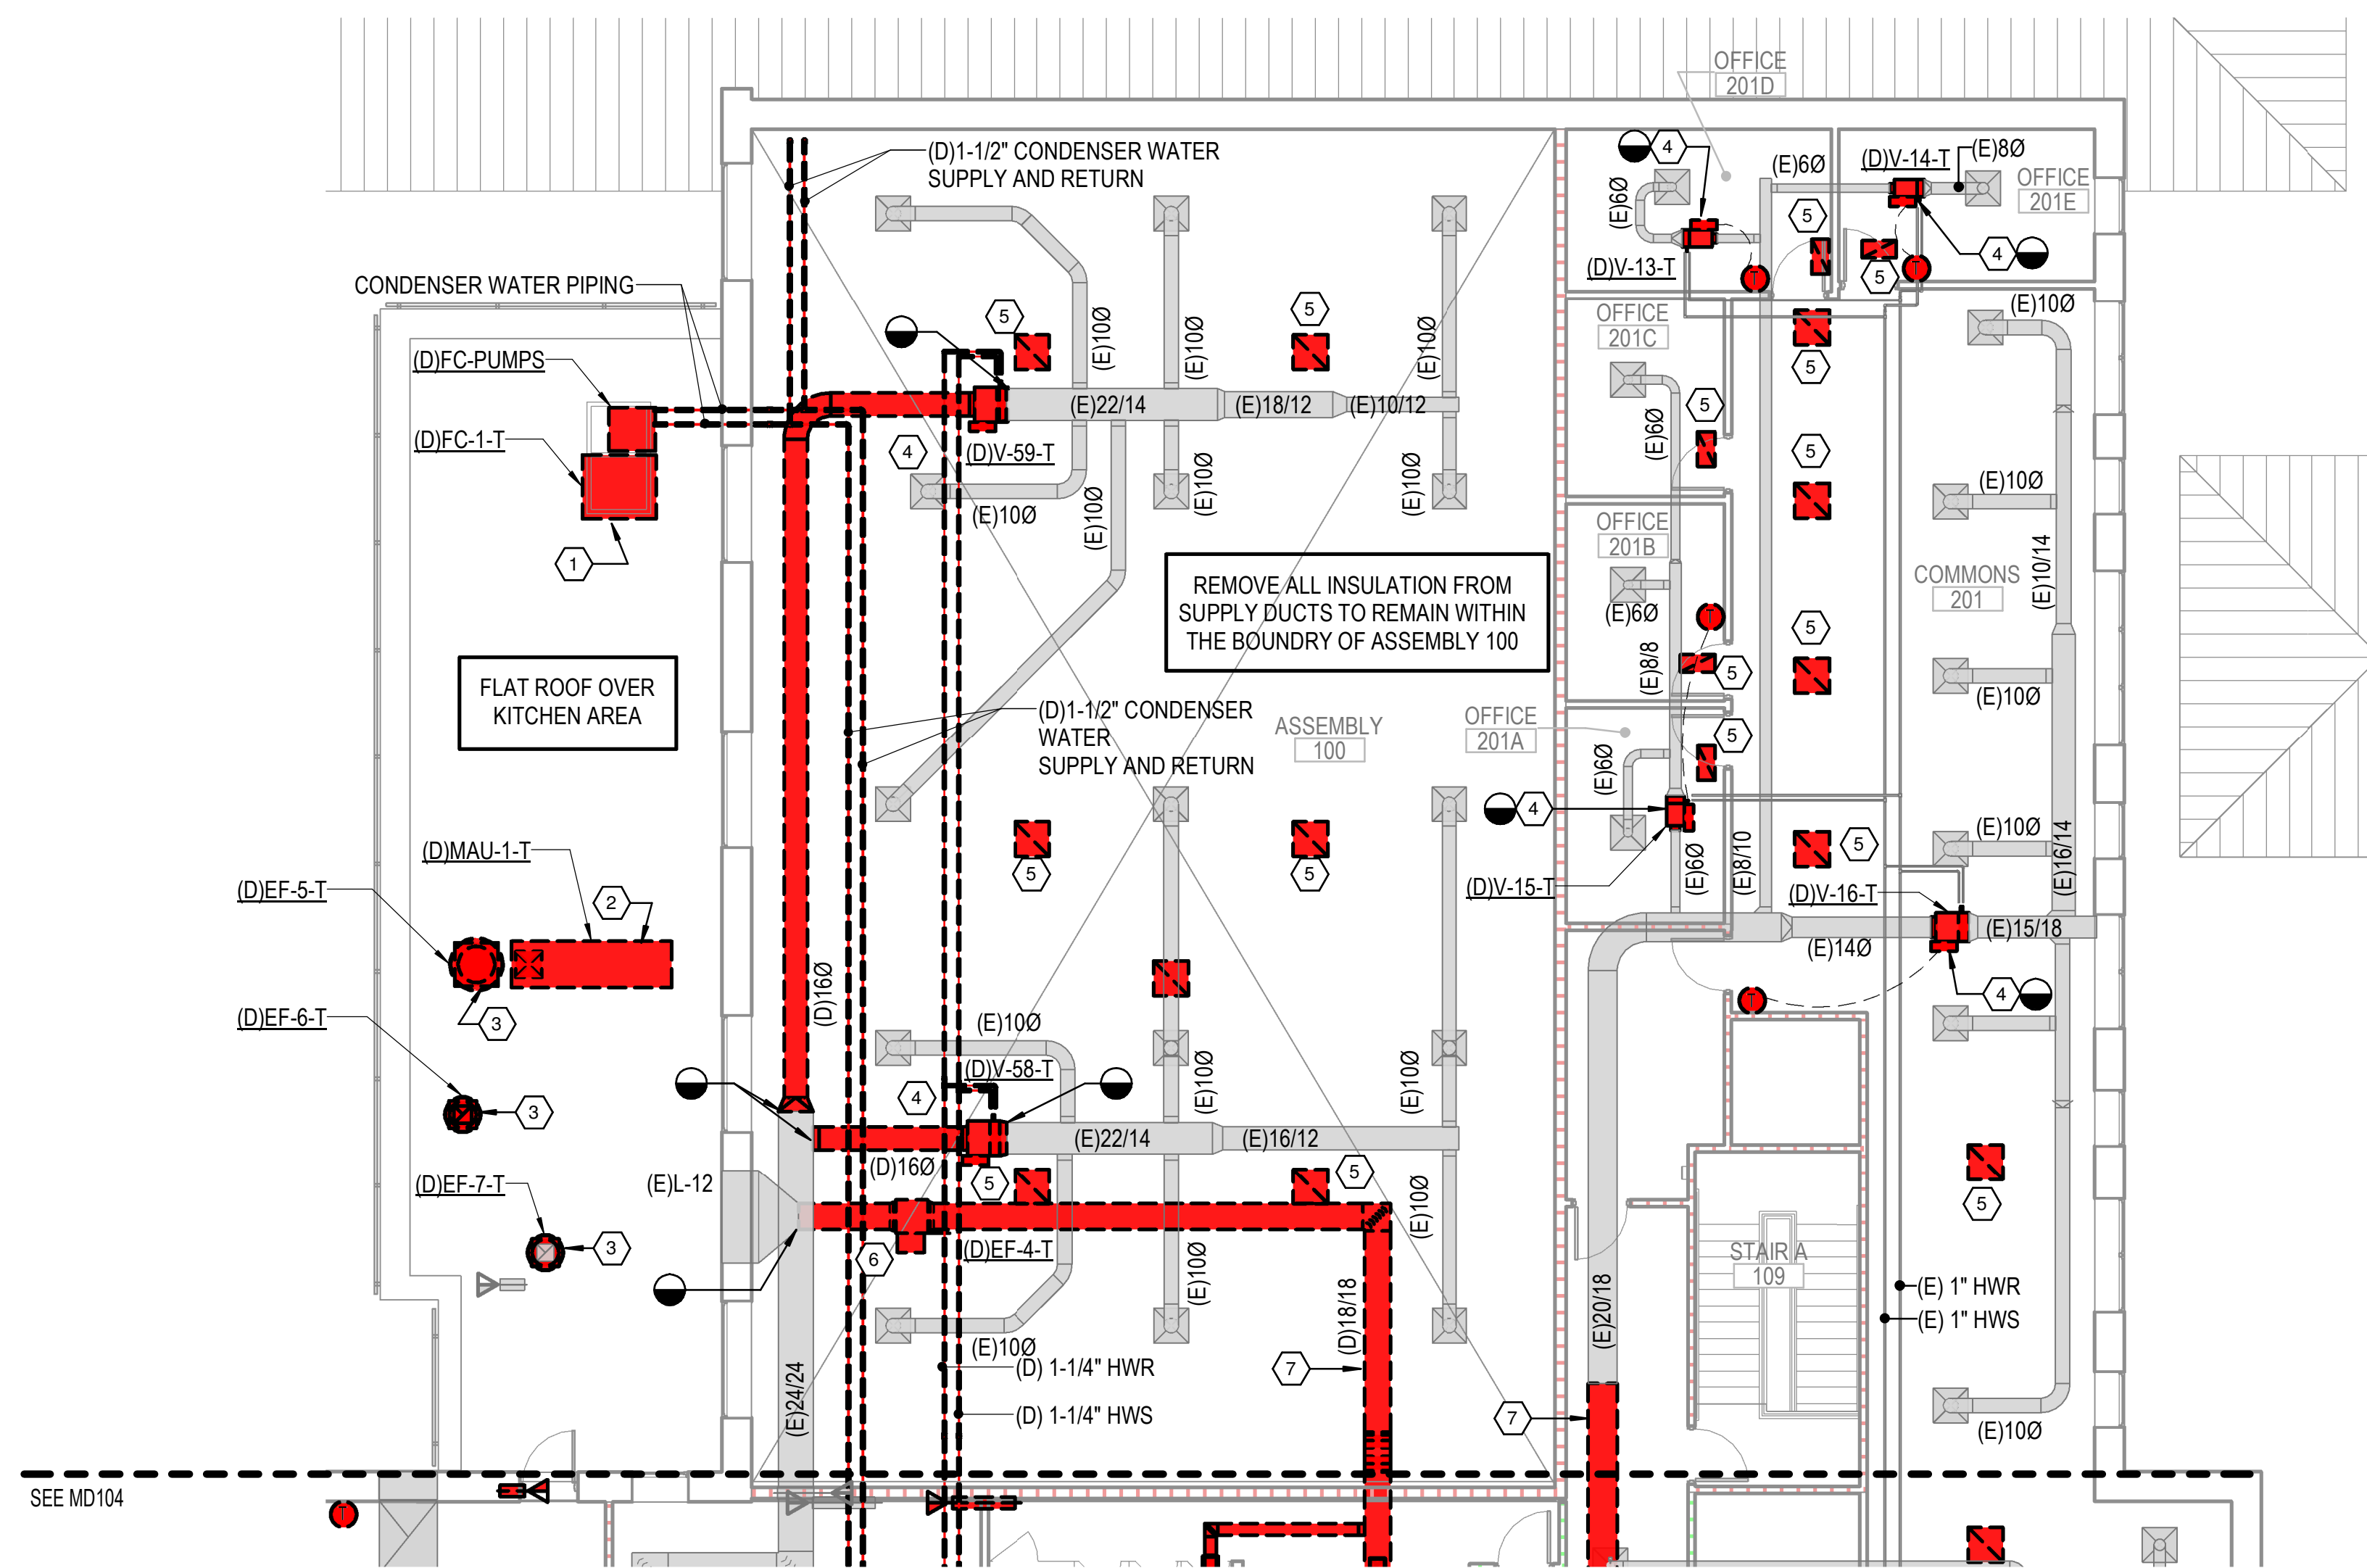 OFFICE
201D
(D)1-1/2" CONDENSER WATER
SUPPLY AND RETURN
4
(E)6Ø
(D)V-14-T
(E)8Ø
OFFICE
201E
(E)6Ø
5
(D)V-13-T
T
5
T
4
CONDENSER WATER PIPING
(D)FC-PUMPS
(D)FC-1-T
1
5
5
(E)10Ø
(E)10Ø
(E)10Ø
(E)22/14
(E)18/12
(E)10/12
4
(D)V-59-T
(E)10Ø
(E)10Ø
(E)10Ø
(E)10Ø
OFFICE
201C
5
(E)10Ø
5
(E)6Ø
5
(E)10Ø
REMOVE ALL INSULATION FROM
SUPPLY DUCTS TO REMAIN WITHIN
THE BOUNDRY OF ASSEMBLY 100
OFFICE
201B
(E)6Ø
T
5
COMMONS
201
(E)10/14
(E)8/8
5
(E)10Ø
FLAT ROOF OVER
KITCHEN AREA
(D)1-1/2" CONDENSER
WATER
SUPPLY AND RETURN
ASSEMBLY
100
OFFICE
201A
5
(E)6Ø
4
(D)V-15-T
(E)6Ø
(E)8/10
5
(E)10Ø
(E)16/14
(D)V-16-T
(E)14Ø
(E)15/18
4
T
5
5
(D)MAU-1-T
2
(D)EF-5-T
3
(D)EF-6-T
3
(D)16Ø
(E)10Ø
(D)V-58-T
4
(E)10Ø
(E)10Ø
(E)22/14
(E)16/12
(D)16Ø
5
5
(E)L-12
(D)EF-7-T
3
6
(D)EF-4-T
(E)10Ø
(E)10Ø
5
STAIR A
109
(E) 1" HWR
(E) 1" HWS
(E)20/18
(D)18/18
(E)10Ø
(D) 1-1/4" HWR
7
(E)24/24
(D) 1-1/4" HWS
7
(E)10Ø
SEE MD104
T